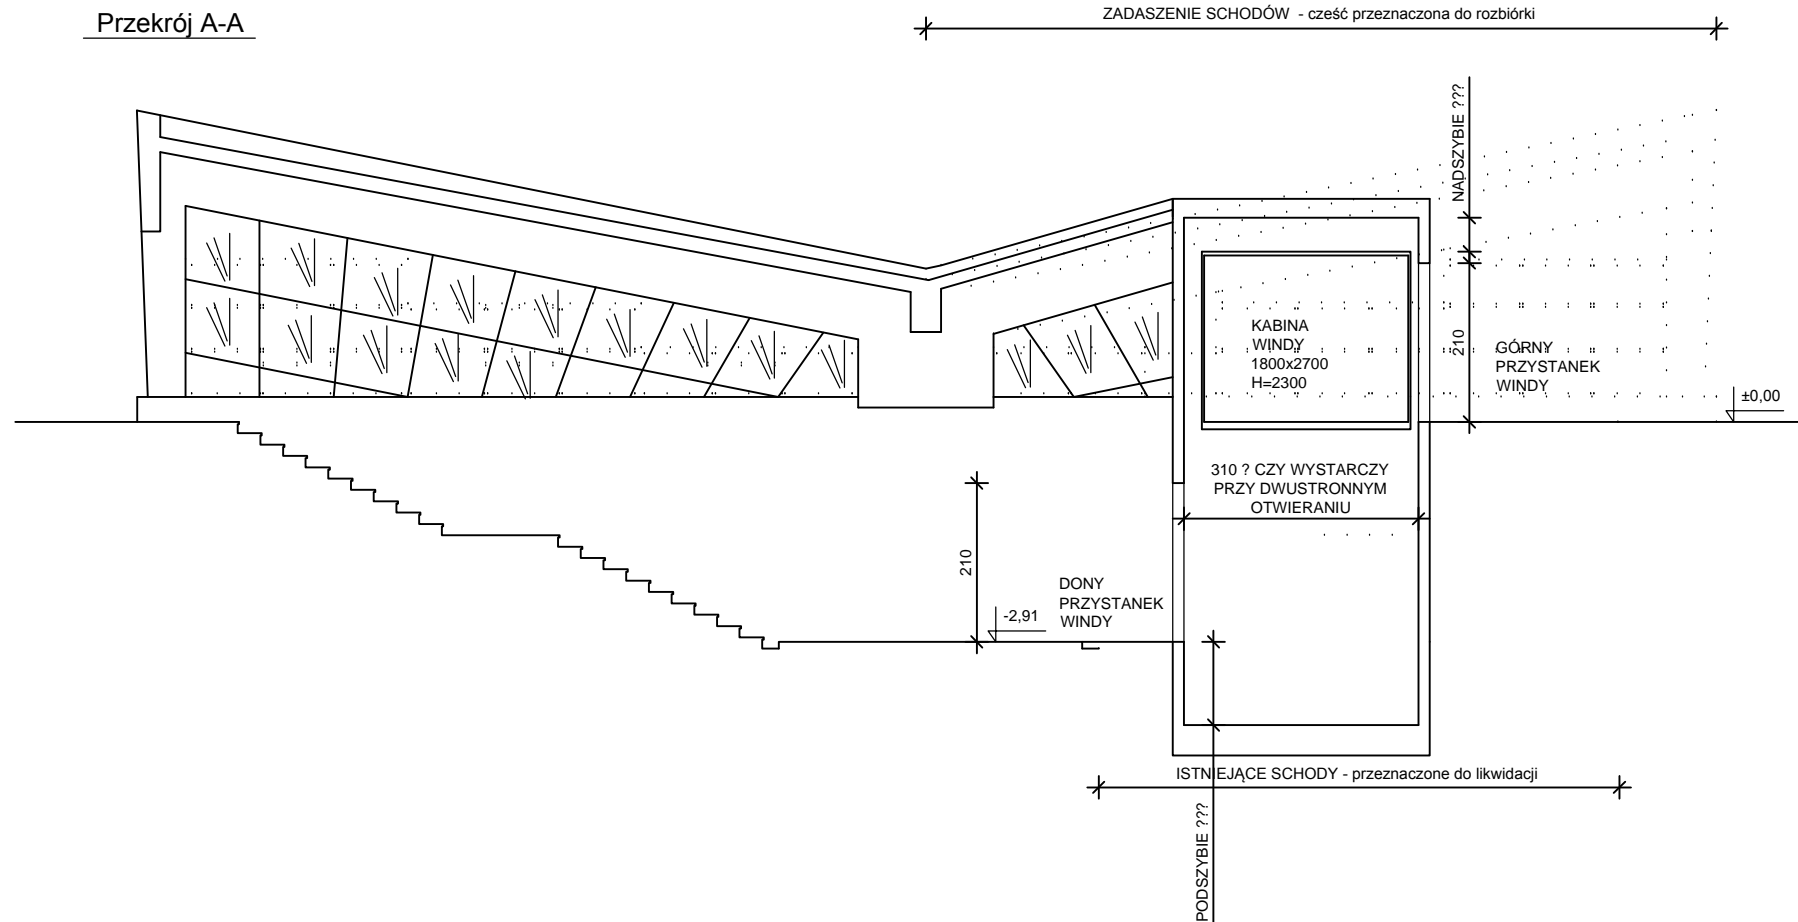 Przekrój A-A
ZADASZENIE SCHODÓW - cześć przeznaczona do rozbiórki
NADSZYBIE ???
KABINA
WINDY
1800x2700
H=2300
210
GÓRNY
PRZYSTANEK
WINDY
±0,00
310 ? CZY WYSTARCZY
PRZY DWUSTRONNYM
OTWIERANIU
210
DONY
PRZYSTANEK
WINDY
-2,91
ISTNIEJĄCE SCHODY - przeznaczone do likwidacji
PODSZYBIE ???